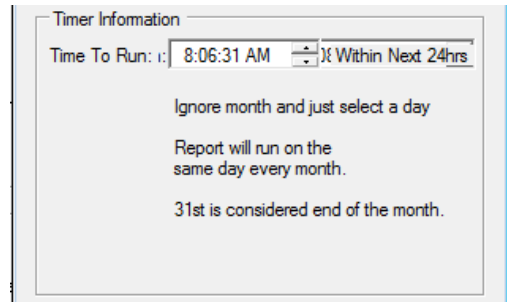 Timer Information
Time To Run: 8:06:31 AM Within Next 24hrs
Ignore month and just select a day
Report will run on the
same day every month.
31st is considered end of the month.